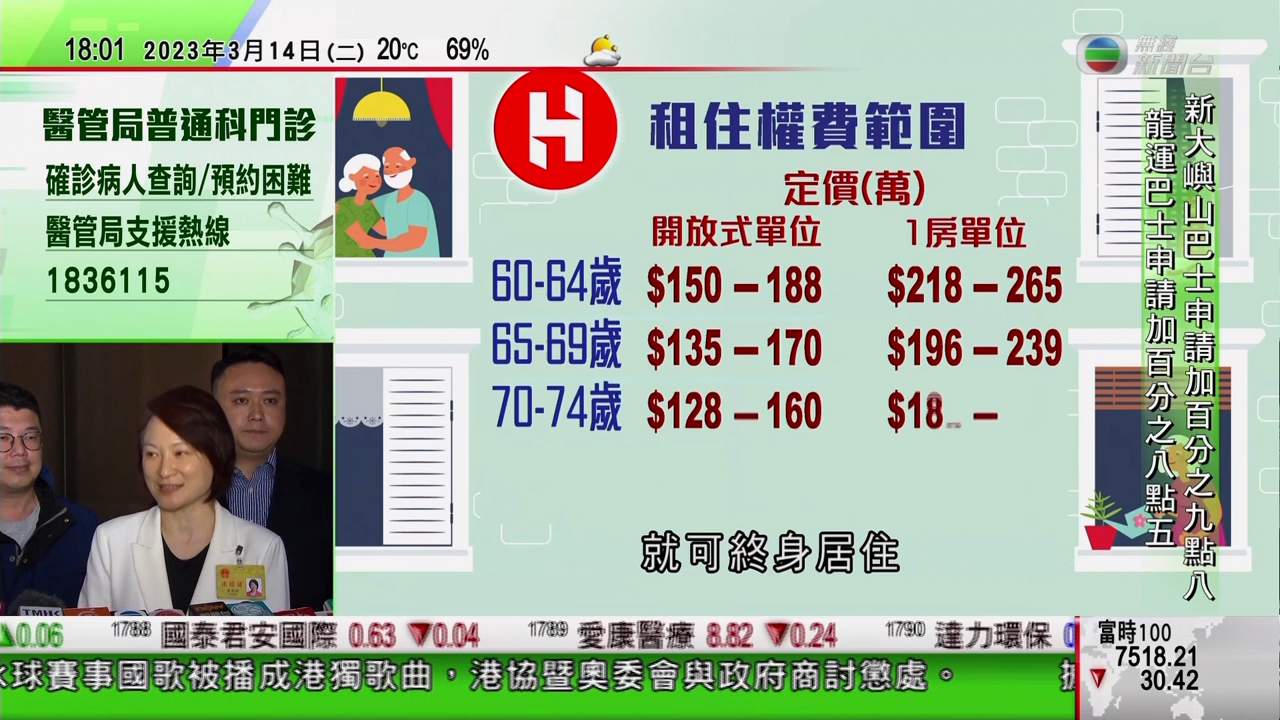 18:01 2023年3月14日(二) 20℃ 69%
無綫
新聞台
醫管局普通科門診
確診病人查詢/預約困難
醫管局支援熱線
1836115
租住權費範圍
定價(萬)
開放式單位 1房單位
60-64歲 $150 – 188 $218 – 265
65-69歲 $135 – 170 $196 – 239
70-74歲 $128 – 160 $18 –
就可終身居住
新大嶼山巴士申請加百分之九點八
龍運巴士申請加百分之八點五
TMHK
▲0.06 1788 國泰君安國際 0.63 ▼0.04 1789 愛康醫療 8.82 ▼0.24 1790 達力環保
富時100
7518.21
▼ 30.42
水球賽事國歌被播成港獨歌曲，港協暨奧委會與政府商討懲處。